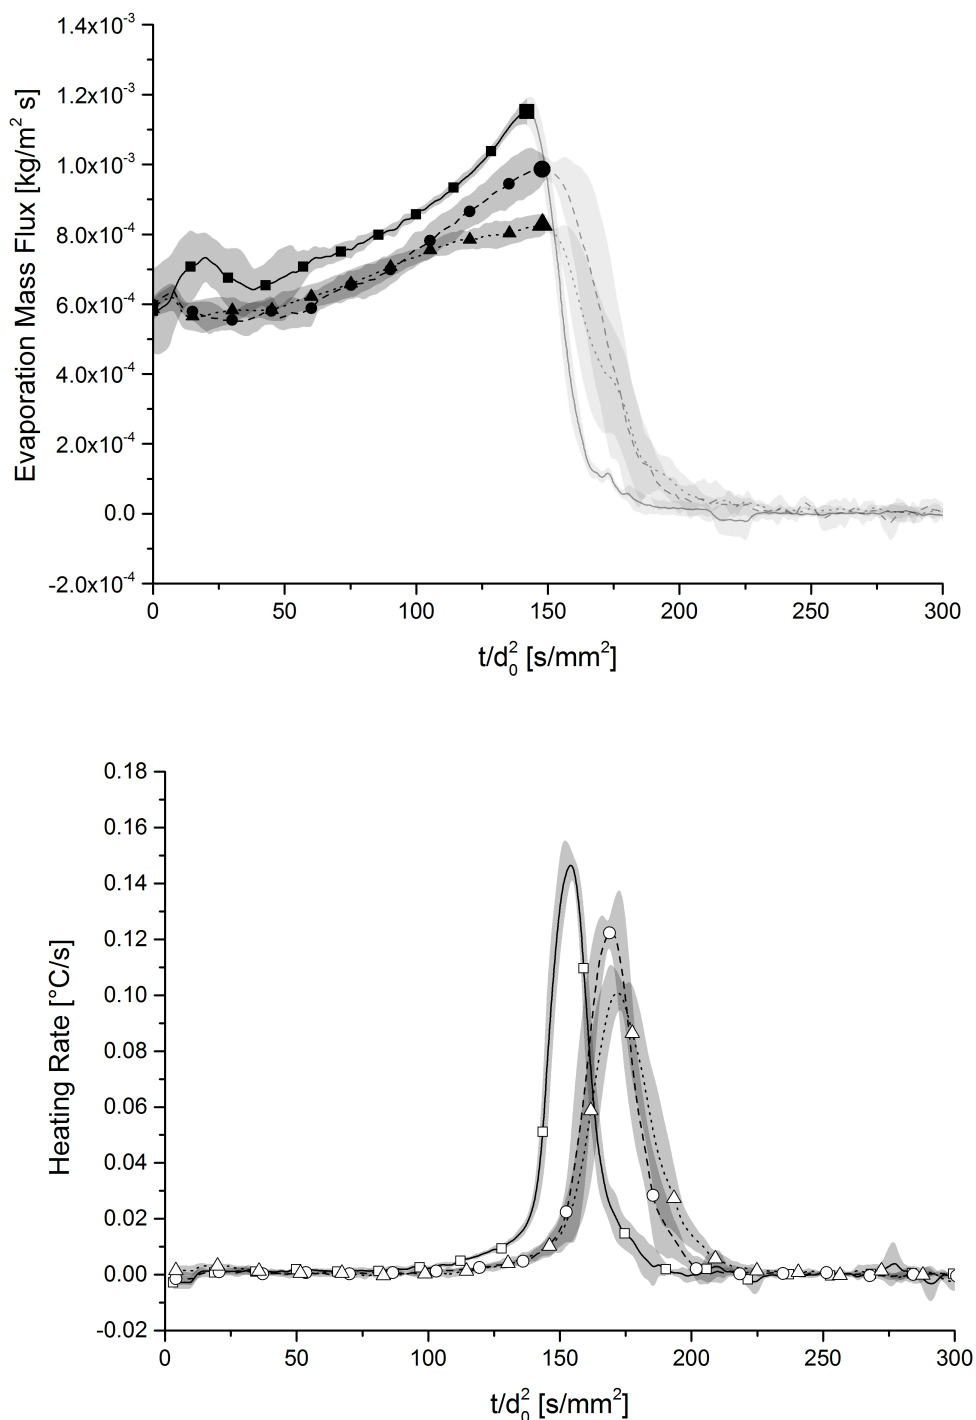 Evaporation Mass Flux [kg/m² s]
1.4x10⁻³
1.2x10⁻³
1.0x10⁻³
8.0x10⁻⁴
6.0x10⁻⁴
4.0x10⁻⁴
2.0x10⁻⁴
0.0
-2.0x10⁻⁴
0 50 100 150 200 250 300
t/d₀² [s/mm²]
Heating Rate [°C/s]
0.18
0.16
0.14
0.12
0.10
0.08
0.06
0.04
0.02
0.00
-0.02
0 50 100 150 200 250 300
t/d₀² [s/mm²]